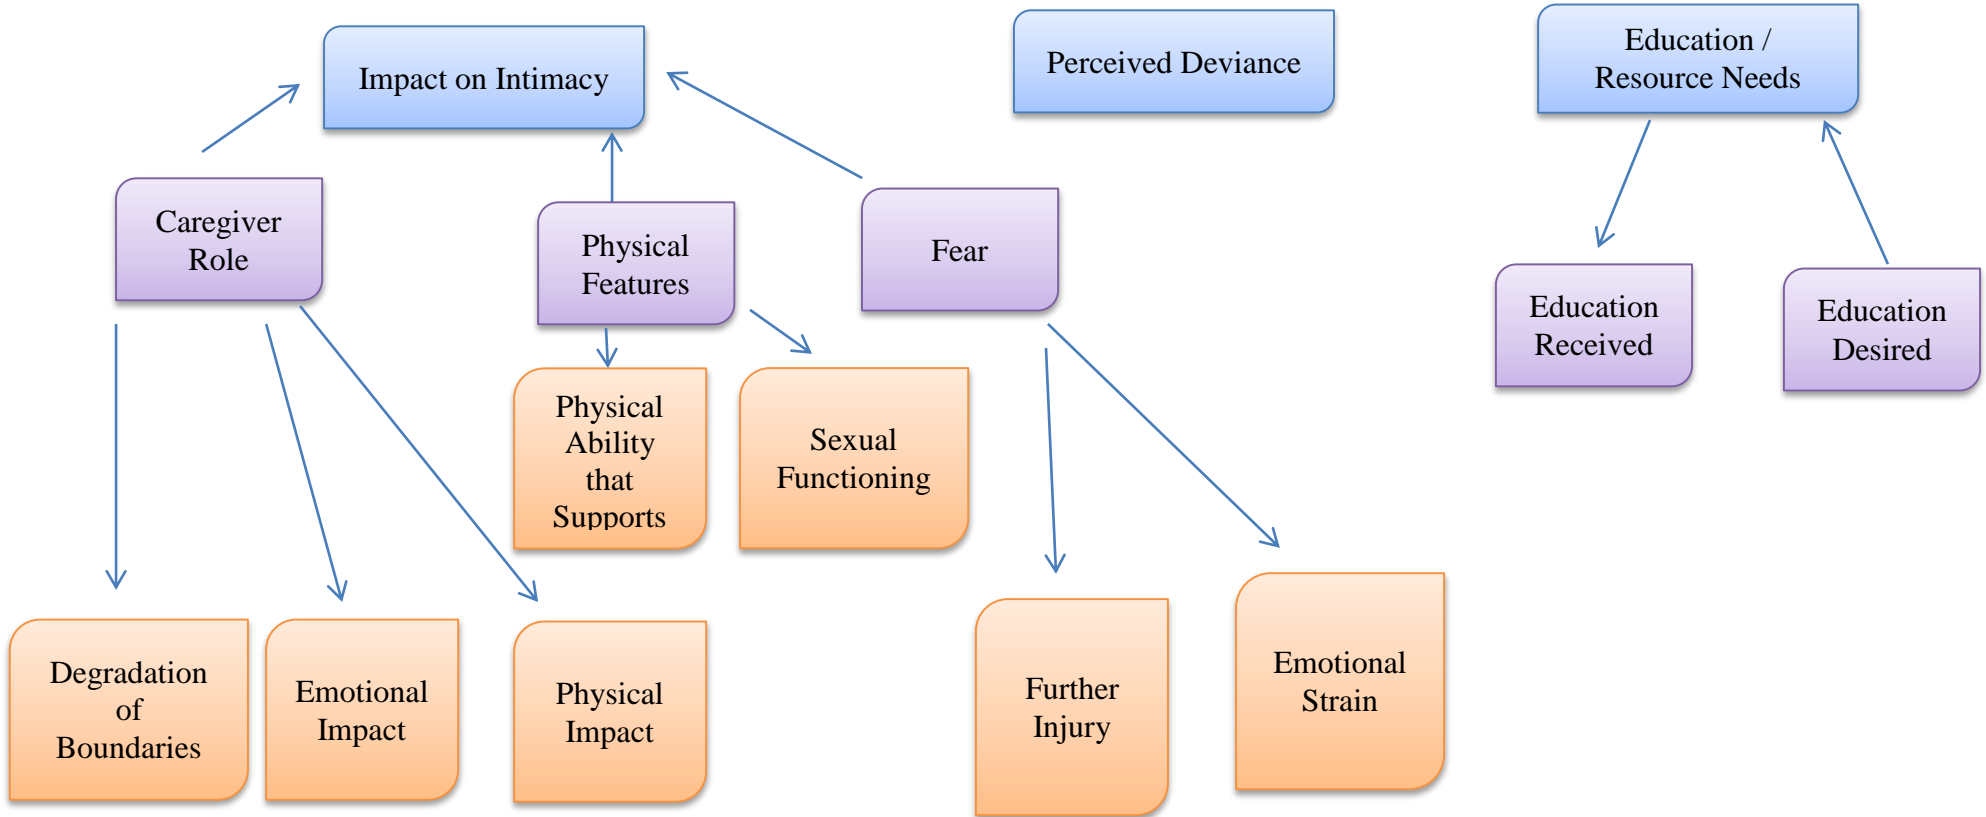 Impact on Intimacy
Perceived Deviance
Education /
Resource Needs
Caregiver
Role
Physical
Features
Fear
Education
Received
Education
Desired
Physical
Ability
that
Supports
Sexual
Functioning
Degradation
of
Boundaries
Emotional
Impact
Physical
Impact
Further
Injury
Emotional
Strain